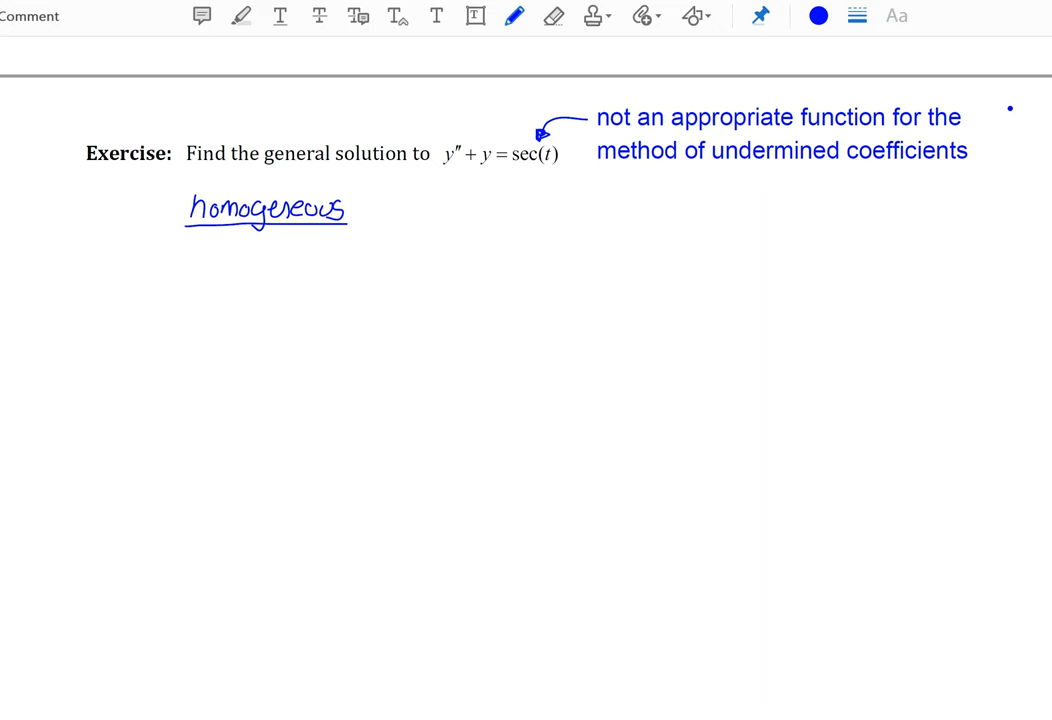 Comment
Aa
not an appropriate function for the
Exercise: Find the general solution to y″ + y = sec(t)
method of undermined coefficients
homogeneous